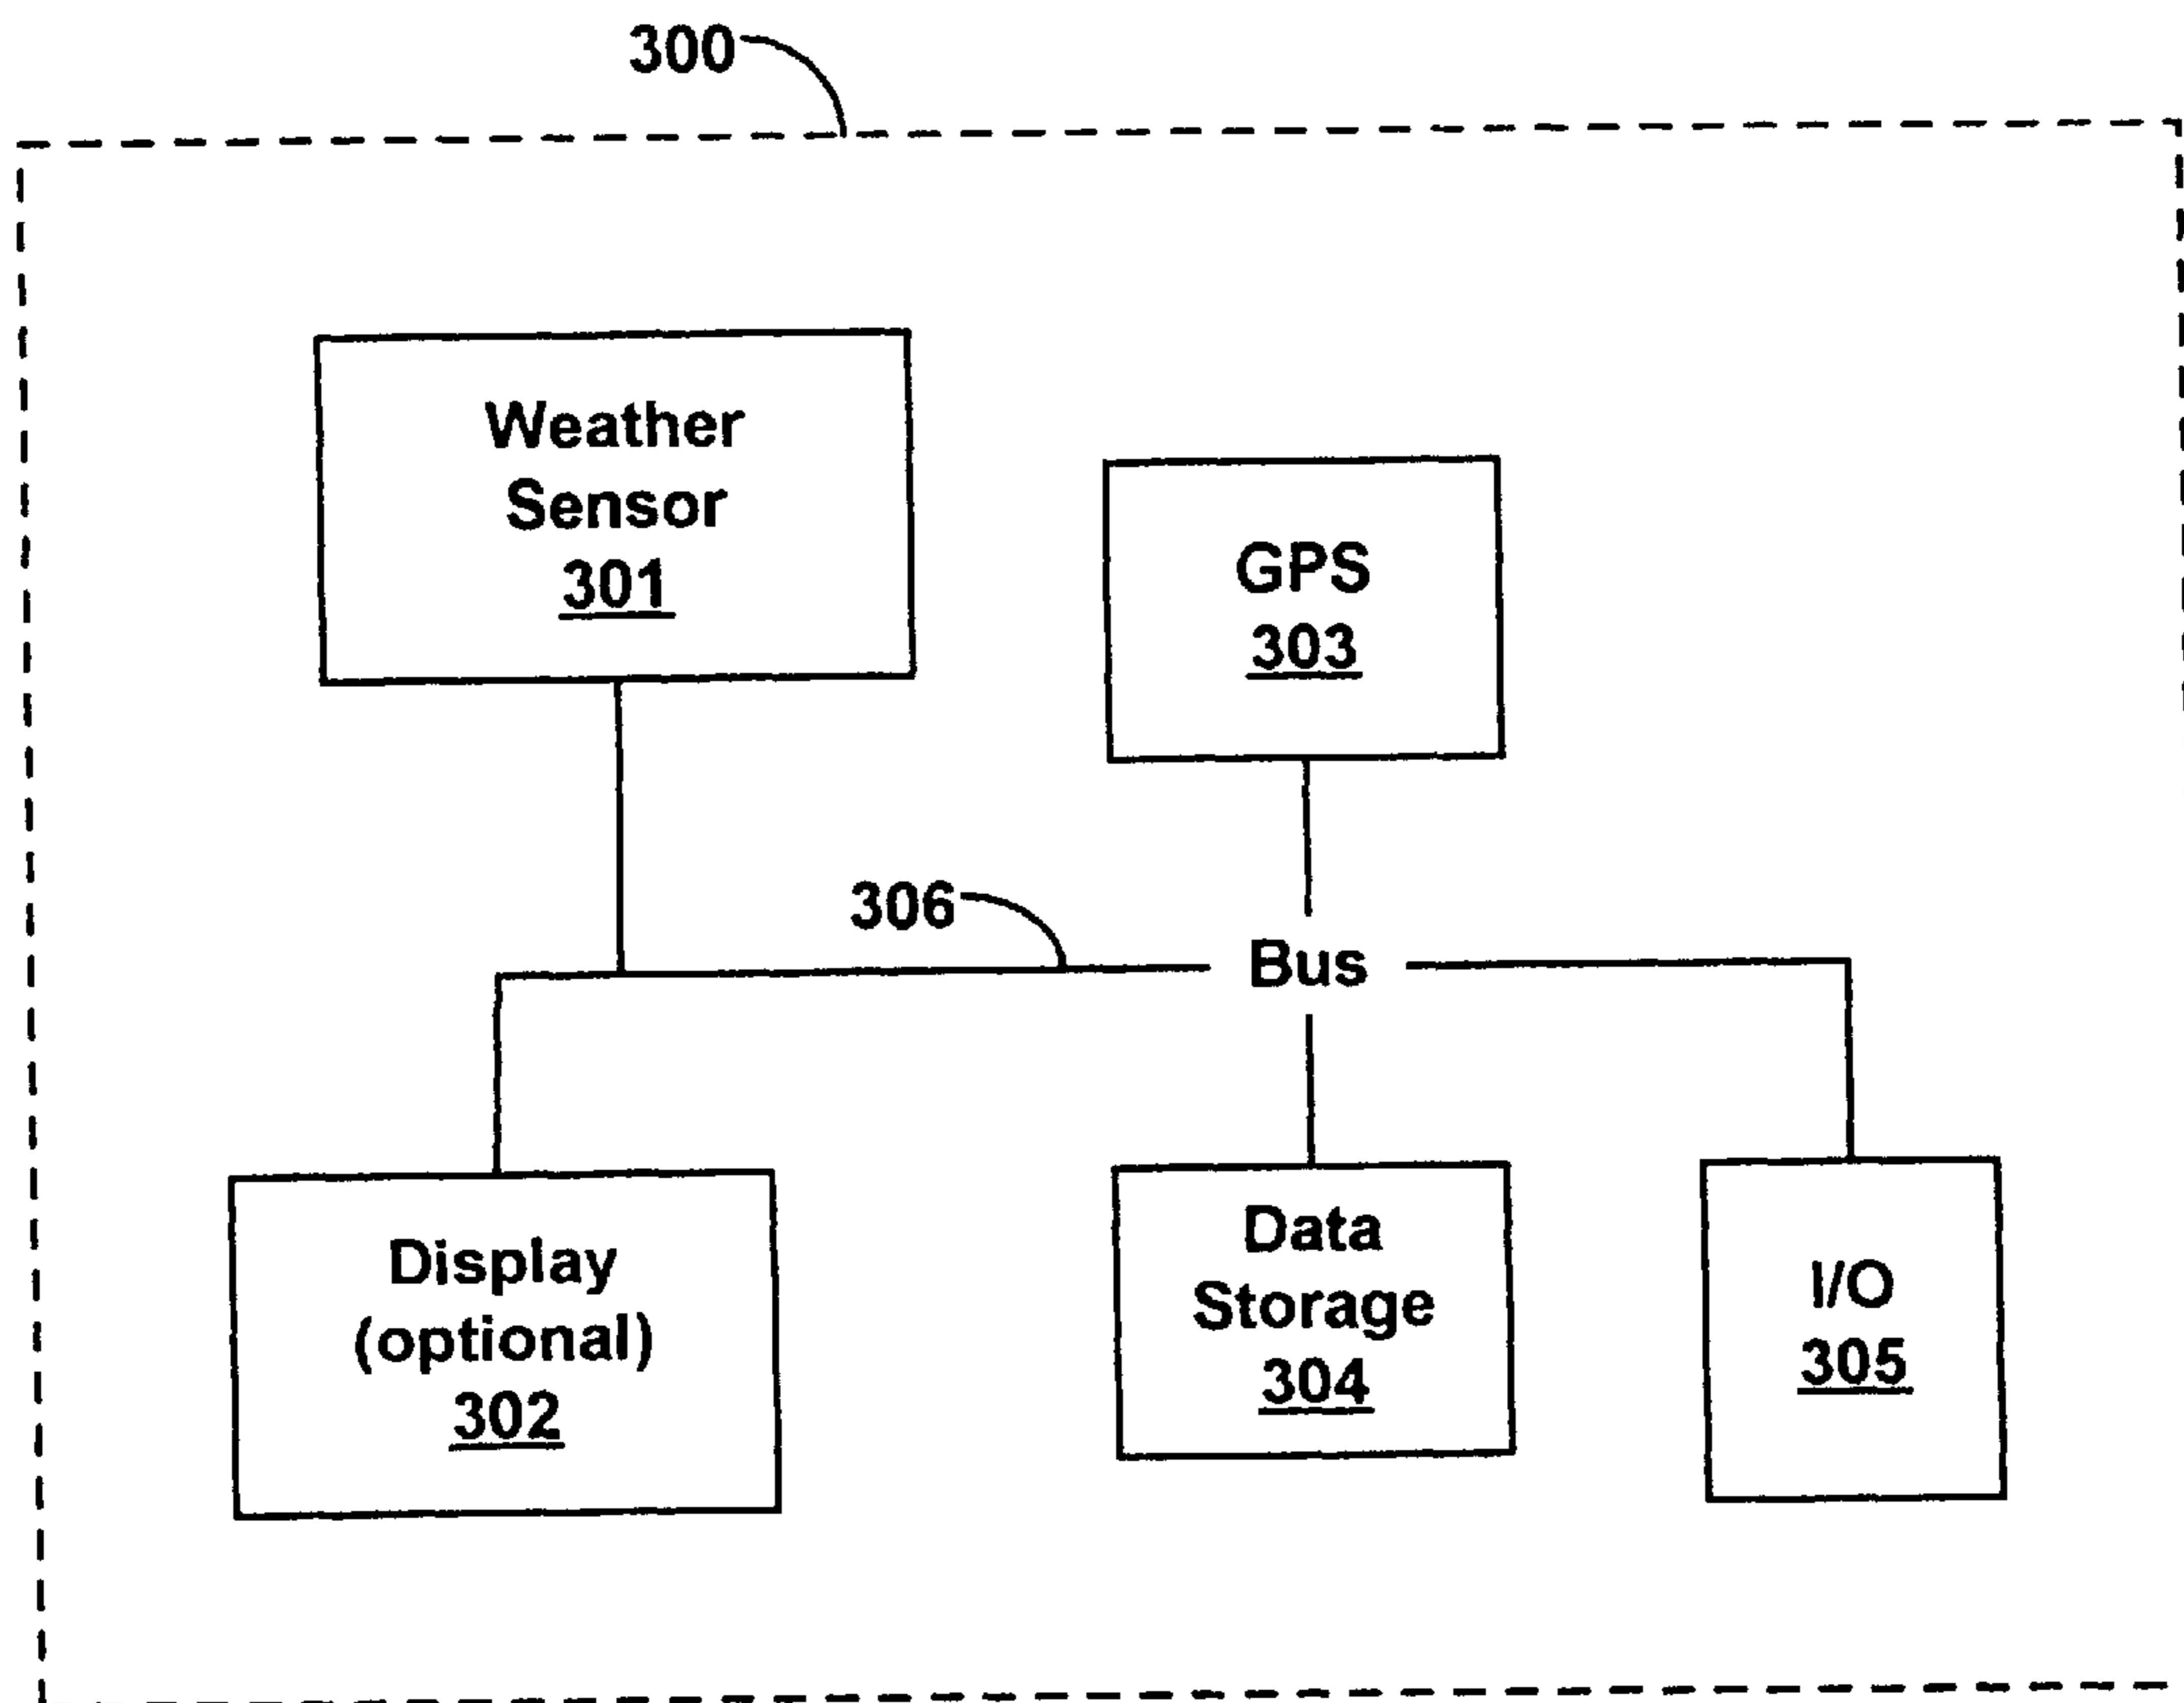 300
Weather
Sensor
301
GPS
303
306
Bus
Display
(optional)
302
Data
Storage
304
I/O
305